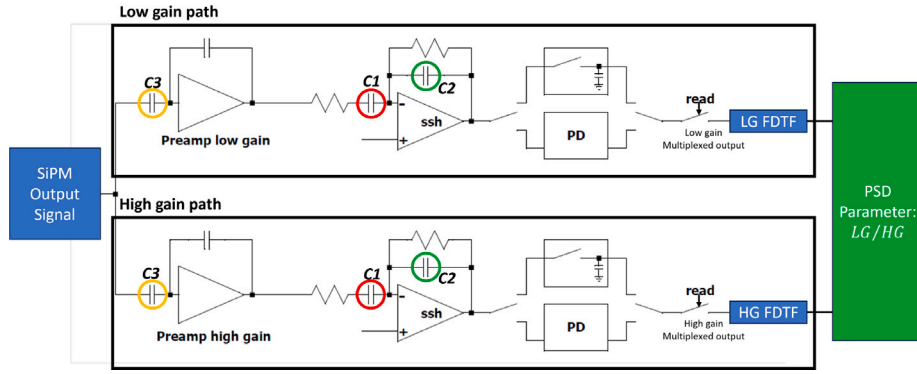 Low gain path
C3
C1
C2
-
+
ssh
Preamp low gain
PD
read
Low gain
Multiplexed output
LG FDTF
SiPM
Output
Signal
PSD
Parameter:
LG/HG
High gain path
C3
C1
C2
-
+
ssh
Preamp high gain
PD
read
High gain
Multiplexed output
HG FDTF